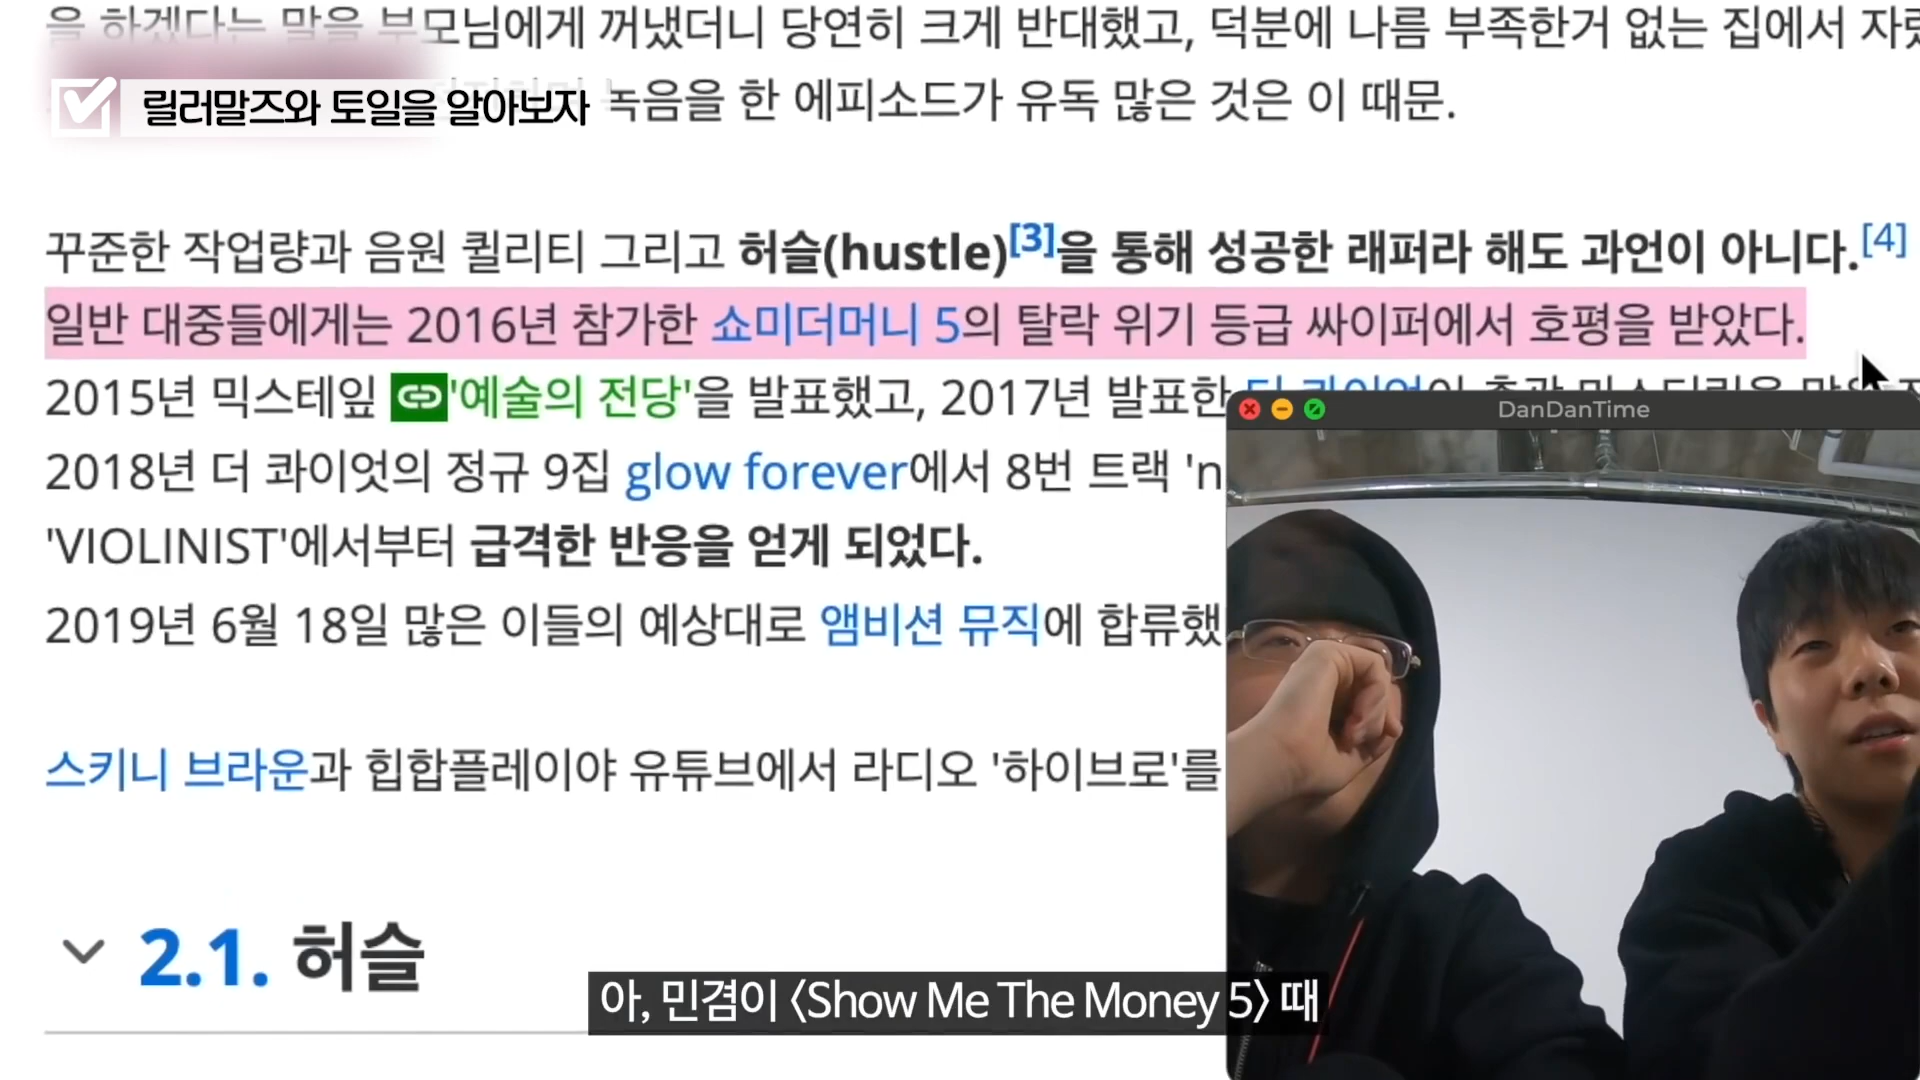 을 하겠다는 말을 부모님에게 꺼냈더니 당연히 크게 반대했고, 덕분에 나름 부족한거 없는 집에서
릴러말즈와 토일을 알아보자
녹음을 한 에피소드가 유독 많은 것은 이 때문.
꾸준한 작업량과 음원 퀄리티 그리고 허슬(hustle)[3]을 통해 성공한 래퍼라 해도 과언이 아니다.[4]
일반 대중들에게는 2016년 참가한 쇼미더머니 5의 탈락 위기 등급 싸이퍼에서 호평을 받았다.
2015년 믹스테잎 '예술의 전당'을 발표했고, 2017년 발표한
DanDanTime
2018년 더 콰이엇의 정규 9집 glow forever에서 8번 트랙 'n
'VIOLINIST'에서부터 급격한 반응을 얻게 되었다.
2019년 6월 18일 많은 이들의 예상대로 앰비션 뮤직에 합류했
스키니 브라운과 힙합플레이야 유튜브에서 라디오 '하이브로'를
2.1. 허슬
아, 민겸이 〈Show Me The Money 5〉 때